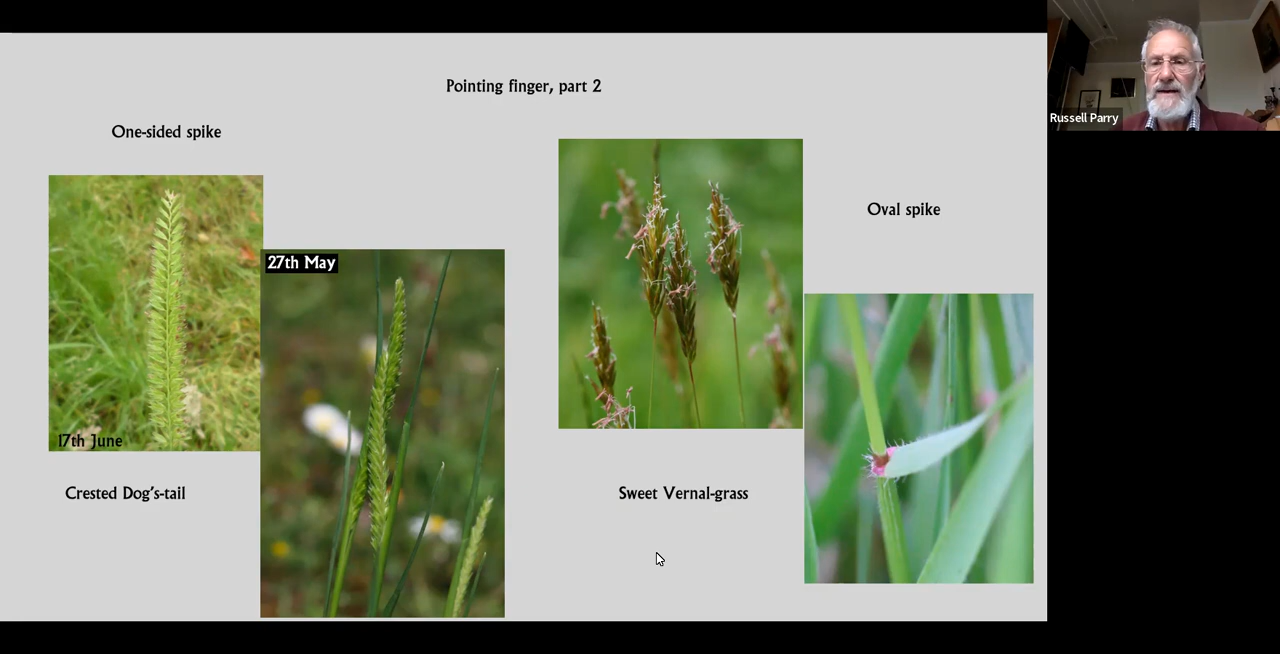 Pointing finger, part 2
One-sided spike
17th June
Crested Dog's-tail
27th May
Sweet Vernal-grass
Oval spike
Russell Parry